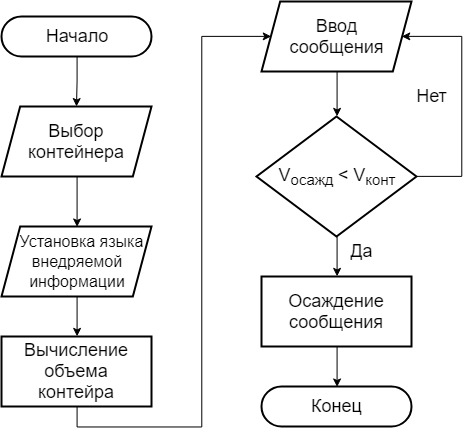 Начало
Выбор
контейнера
Установка языка
внедряемой
информации
Вычисление
объема
контейра
Ввод
сообщения
Нет
Vосажд < Vконт
Да
Осаждение
сообщения
Конец